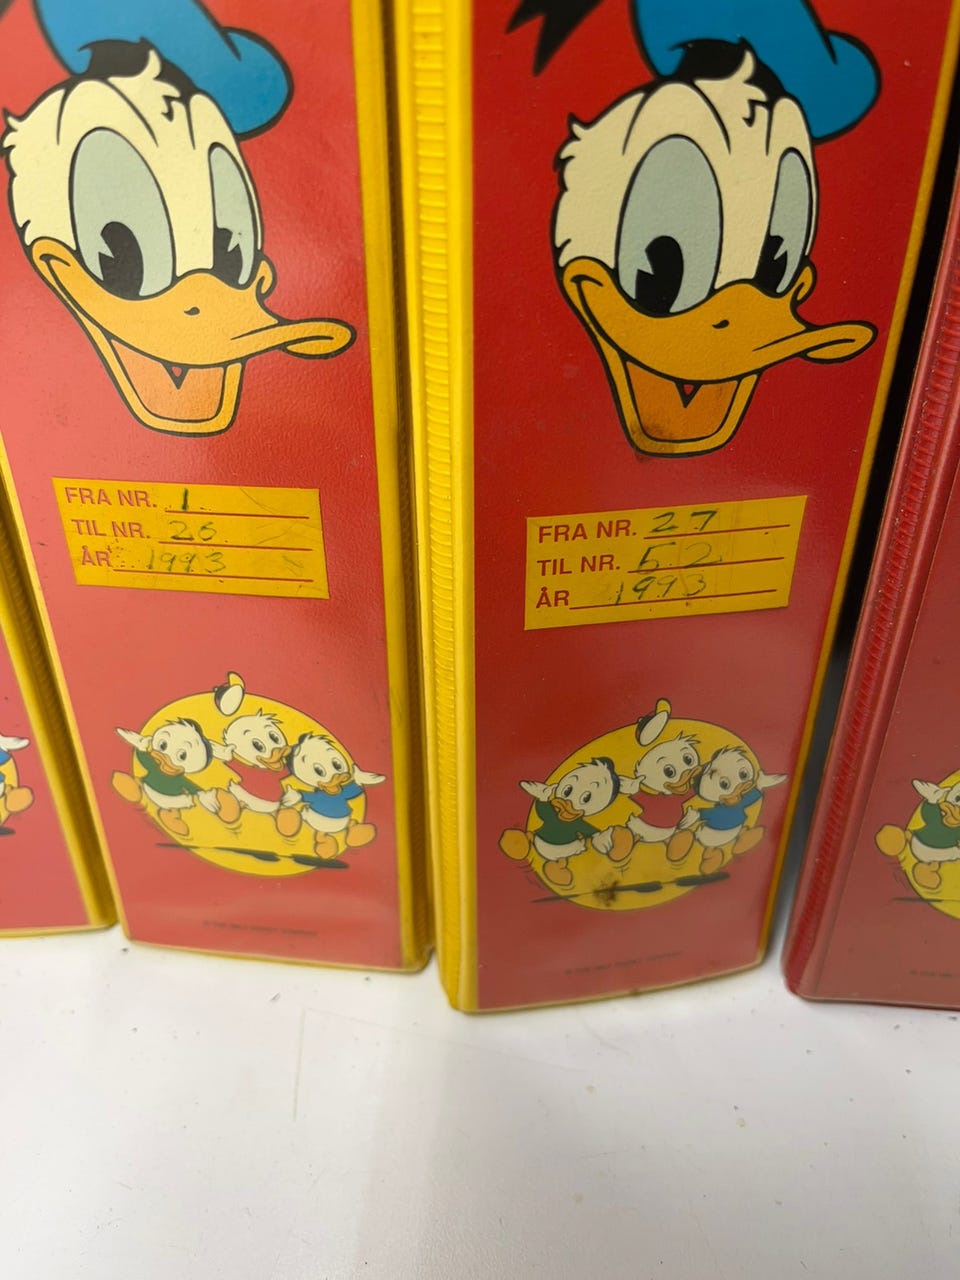 FRA NR. 1
TIL NR. 26
ÅR 1993
FRA NR. 27
TIL NR. 52
ÅR 1993